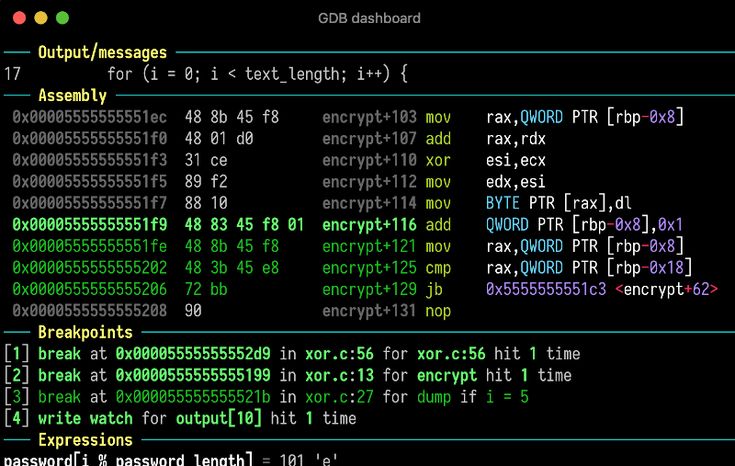 GDB dashboard
Output/messages
17 for (i = 0; i < text_length; i++) {
Assembly
0x00005555555551ec 48 8b 45 f8 encrypt+103 mov rax,QWORD PTR [rbp-0x8]
0x00005555555551f0 48 01 d0 encrypt+107 add rax,rdx
0x00005555555551f3 31 ce encrypt+110 xor esi,ecx
0x00005555555551f5 89 f2 encrypt+112 mov edx,esi
0x00005555555551f7 88 10 encrypt+114 mov BYTE PTR [rax],dl
0x00005555555551f9 48 83 45 f8 01 encrypt+116 add QWORD PTR [rbp-0x8],0x1
0x00005555555551fe 48 8b 45 f8 encrypt+121 mov rax,QWORD PTR [rbp-0x8]
0x0000555555555202 48 3b 45 e8 encrypt+125 cmp rax,QWORD PTR [rbp-0x18]
0x0000555555555206 72 bb encrypt+129 jb 0x5555555551c3 <encrypt+62>
0x0000555555555208 90 encrypt+131 nop
Breakpoints
[1] break at 0x00005555555552d9 in xor.c:56 for xor.c:56 hit 1 time
[2] break at 0x0000555555555199 in xor.c:13 for encrypt hit 1 time
[3] break at 0x000055555555521b in xor.c:27 for dump if i = 5
[4] write watch for output[10] hit 1 time
Expressions
password[i % password_length] = 101 'e'